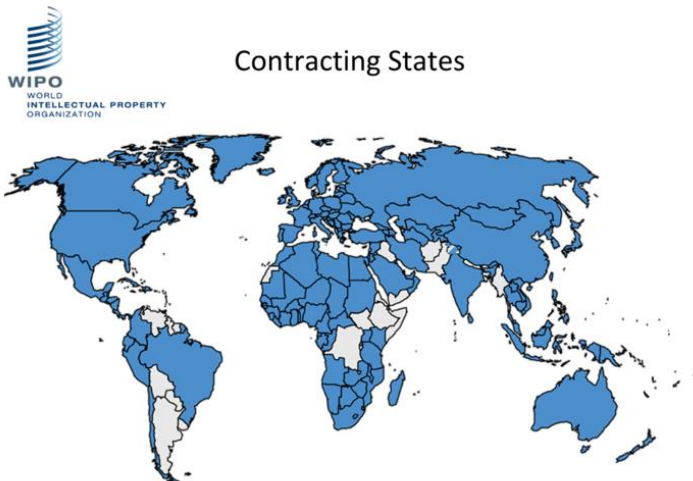 Contracting States
WIPO
WORLD
INTELLECTUAL PROPERTY
ORGANIZATION